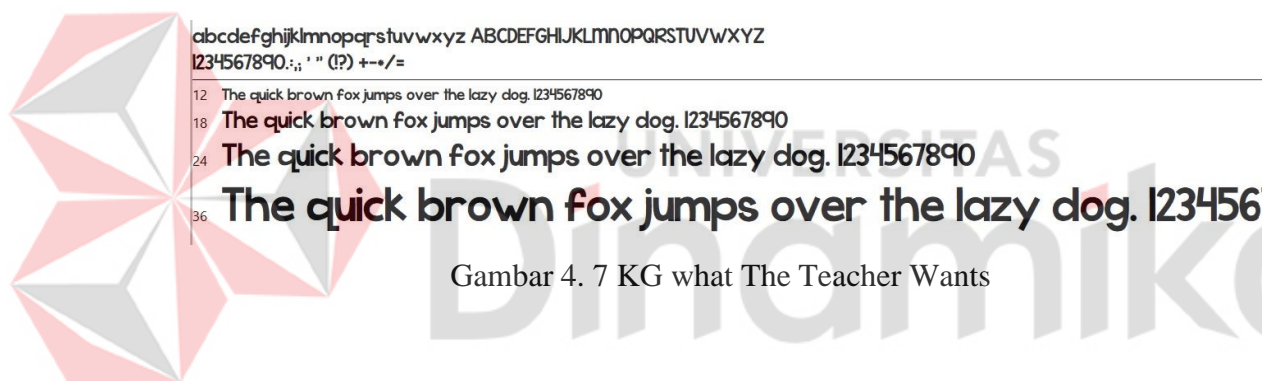 abcdefghijklmnopqrstuvwxyz ABCDEFGHIJKLMNOPQRSTUVWXYZ
1234567890.:,; ' " (!?) +-*/=
12 The quick brown fox jumps over the lazy dog. 1234567890
18 The quick brown fox jumps over the lazy dog. 1234567890
24 The quick brown fox jumps over the lazy dog. 1234567890
36 The quick brown fox jumps over the lazy dog. 123456
UNIVERSITAS
Dinamika
Gambar 4. 7 KG what The Teacher Wants